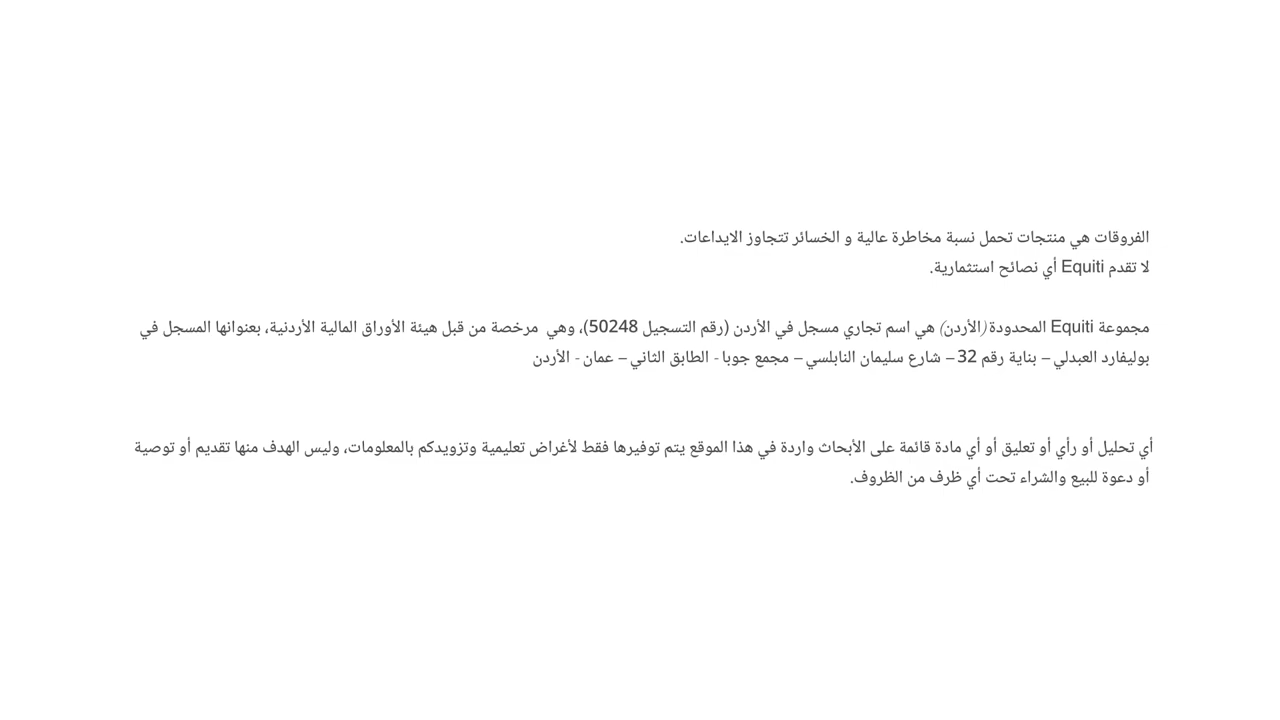 الفروقات هي منتجات تحمل نسبة مخاطرة عالية و الخسائر تتجاوز الايداعات.
لا تقدم Equiti أي نصائح استثمارية.
مجموعة Equiti المحدودة (الأردن) هي اسم تجاري مسجل في الأردن (رقم التسجيل 50248)، وهي مرخصة من قبل هيئة الأوراق المالية الأردنية، بعنوانها المسجل في
بوليفارد العبدلي – بناية رقم 32 – شارع سليمان النابلسي – مجمع جوبا - الطابق الثاني – عمان - الأردن
أي تحليل أو رأي أو تعليق أو أي مادة قائمة على الأبحاث واردة في هذا الموقع يتم توفيرها فقط لأغراض تعليمية وتزويدكم بالمعلومات، وليس الهدف منها تقديم أو توصية
أو دعوة للبيع والشراء تحت أي ظرف من الظروف.